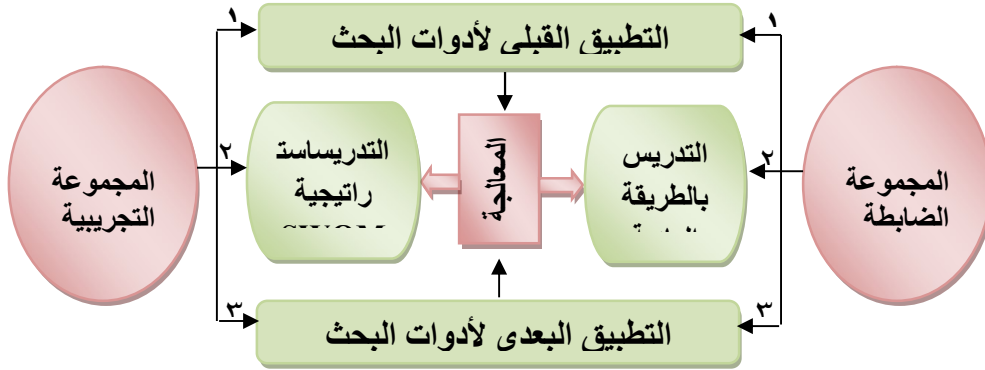 ١
التطبيق القبلى لأدوات البحث
١
المجموعة
الضابطة
٢
التدريس
بالطريقة
المعالجة
التدريساست
راتيجية
٢
المجموعة
التجريبية
٣
التطبيق البعدى لأدوات البحث
٣